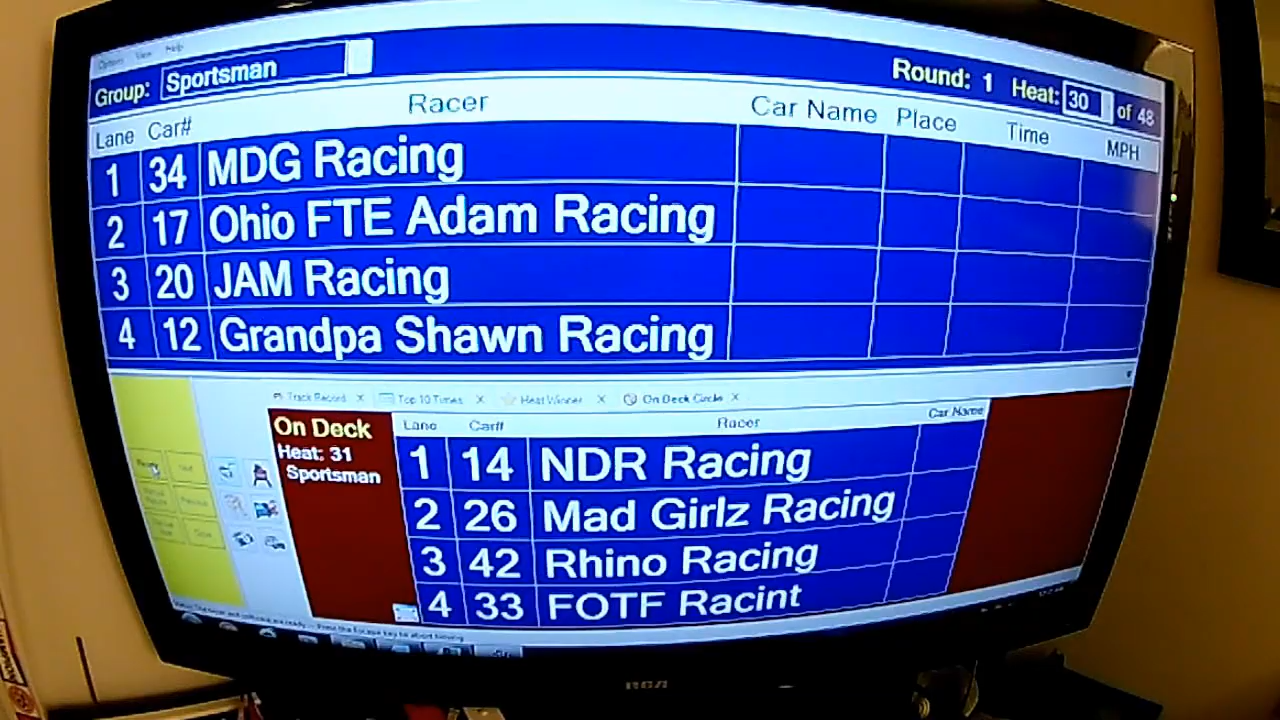 Options View Help
Group: Sportsman Round: 1 Heat: 30 of 48
Lane Car# Racer Car Name Place Time MPH
1 34 MDG Racing
2 17 Ohio FTE Adam Racing
3 20 JAM Racing
4 12 Grandpa Shawn Racing
Track Record X Top 10 Times X Heat Winner X On Deck Circle X
On Deck
Heat: 31
Sportsman
Lane Car# Racer Car Name
1 14 NDR Racing
2 26 Mad Girlz Racing
3 42 Rhino Racing
4 33 FOTF Racint
RCA